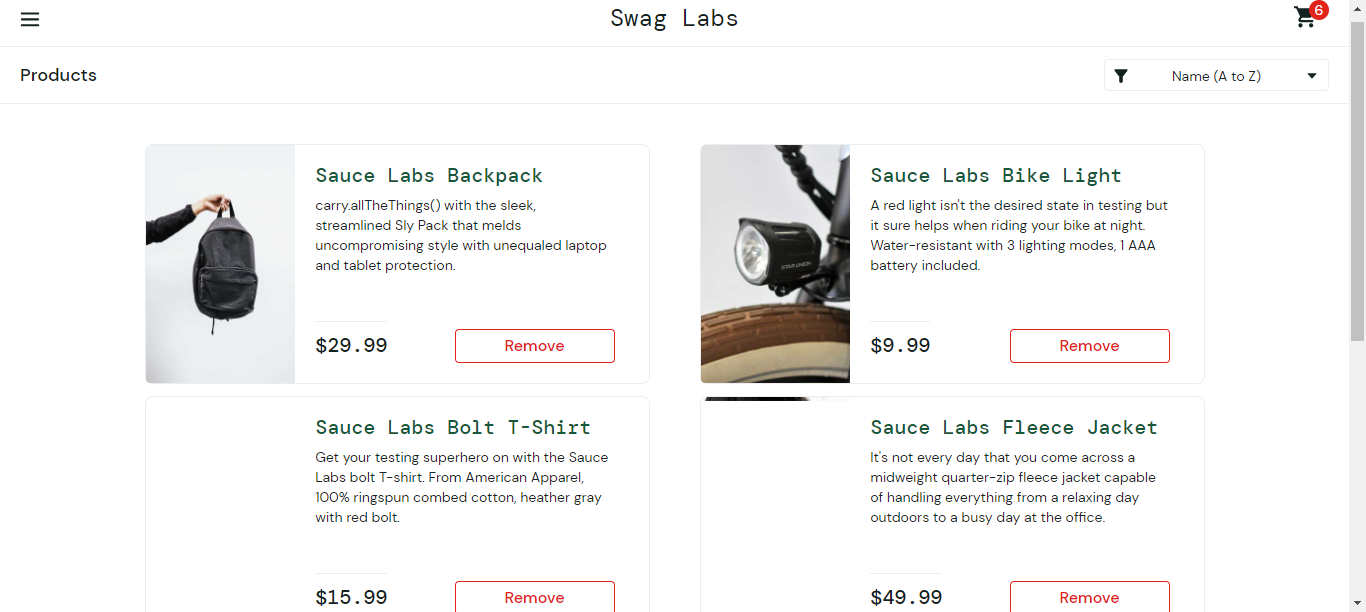 Swag Labs
6
Products
Name (A to Z)
Sauce Labs Backpack
carry.allTheThings() with the sleek,
streamlined Sly Pack that melds
uncompromising style with unequaled laptop
and tablet protection.
$29.99
Remove
Sauce Labs Bike Light
A red light isn't the desired state in testing but
it sure helps when riding your bike at night.
Water-resistant with 3 lighting modes, 1 AAA
battery included.
STAR UNION
$9.99
Remove
Sauce Labs Bolt T-Shirt
Get your testing superhero on with the Sauce
Labs bolt T-shirt. From American Apparel,
100% ringspun combed cotton, heather gray
with red bolt.
$15.99
Remove
Sauce Labs Fleece Jacket
It's not every day that you come across a
midweight quarter-zip fleece jacket capable
of handling everything from a relaxing day
outdoors to a busy day at the office.
$49.99
Remove